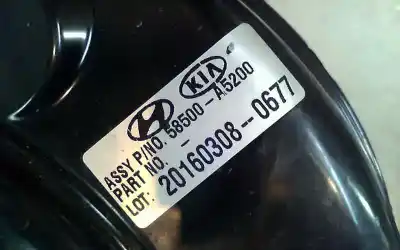 KIA
ASSY P/NO. 58500-A5200
PART NO. -
LOT: 20160308-0677